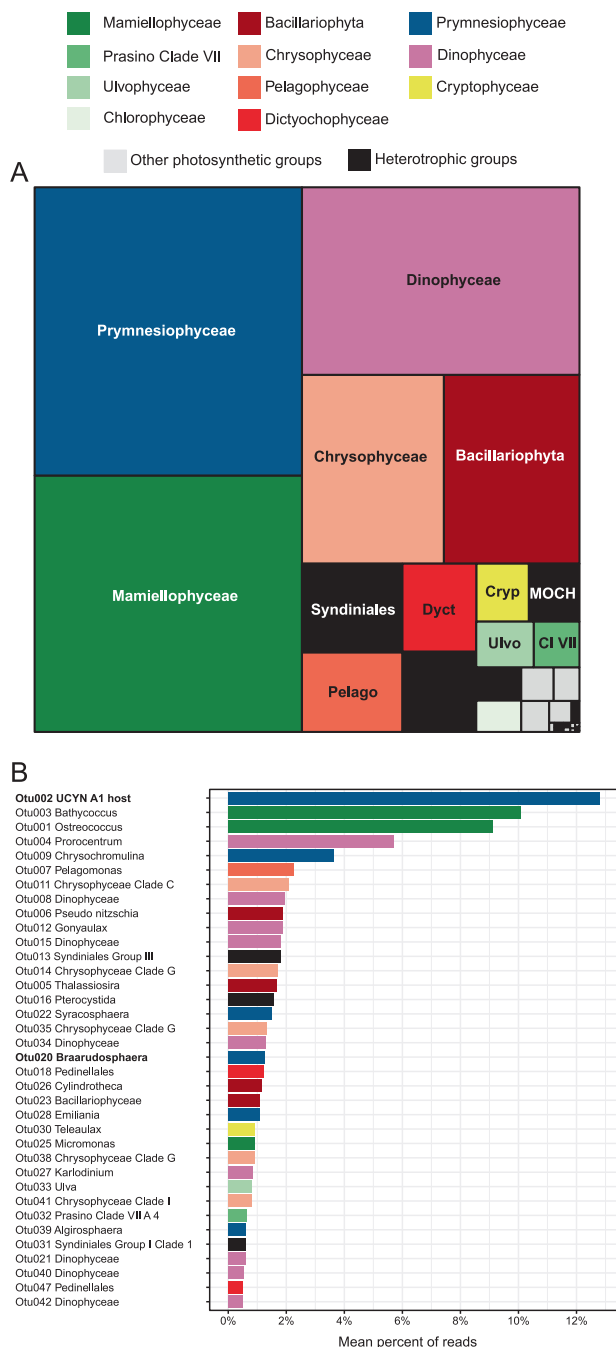 Mamiellophyceae Bacillariophyta Prymnesiophyceae
Prasino Clade VII Chrysophyceae Dinophyceae
Ulvophyceae Pelagophyceae Cryptophyceae
Chlorophyceae Dictyochophyceae
Other photosynthetic groups Heterotrophic groups
A
Dinophyceae
Prymnesiophyceae
Chrysophyceae Bacillariophyta
Mamiellophyceae
Syndiniales Dyct Cryp MOCH
Ulvo Cl VII
Pelago
B
Otu002 UCYN A1 host
Otu003 Bathycoccus
Otu001 Ostreococcus
Otu004 Prorocentrum
Otu009 Chrysochromulina
Otu007 Pelagomonas
Otu011 Chrysophyceae Clade C
Otu008 Dinophyceae
Otu006 Pseudo nitzschia
Otu012 Gonyaulax
Otu015 Dinophyceae
Otu013 Syndiniales Group III
Otu014 Chrysophyceae Clade G
Otu005 Thalassiosira
Otu016 Pterocystida
Otu022 Syracosphaera
Otu035 Chrysophyceae Clade G
Otu034 Dinophyceae
Otu020 Braarudosphaera
Otu018 Pedinellales
Otu026 Cylindrotheca
Otu023 Bacillariophyceae
Otu028 Emiliania
Otu030 Teleaulax
Otu025 Micromonas
Otu038 Chrysophyceae Clade G
Otu027 Karlodinium
Otu033 Ulva
Otu041 Chrysophyceae Clade I
Otu032 Prasino Clade VII A 4
Otu039 Algirosphaera
Otu031 Syndiniales Group I Clade 1
Otu021 Dinophyceae
Otu040 Dinophyceae
Otu047 Pedinellales
Otu042 Dinophyceae
0% 2% 4% 6% 8% 10% 12%
Mean percent of reads